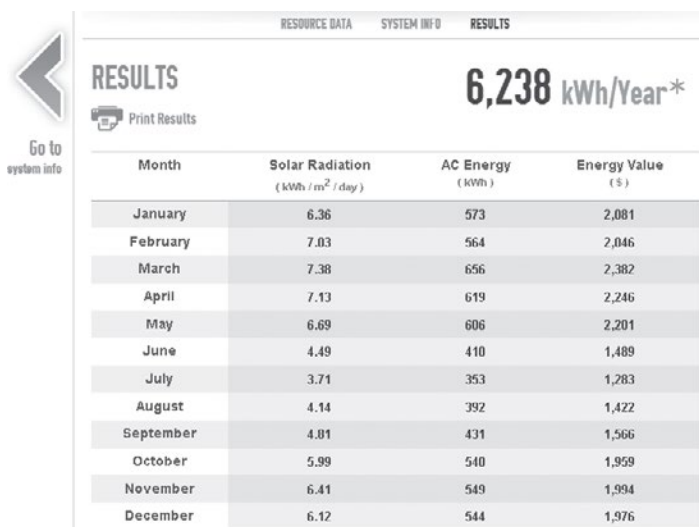 RESOURCE DATA SYSTEM INFO RESULTS
RESULTS
6,238 kWh/Year*
Print Results
Go to
system info
Month Solar Radiation AC Energy Energy Value
( kWh / m² / day ) ( kWh ) ( $ )
January 6.36 573 2,081
February 7.03 564 2,046
March 7.38 656 2,382
April 7.13 619 2,246
May 6.69 606 2,201
June 4.49 410 1,489
July 3.71 353 1,283
August 4.14 392 1,422
September 4.81 431 1,566
October 5.99 540 1,959
November 6.41 549 1,994
December 6.12 544 1,976